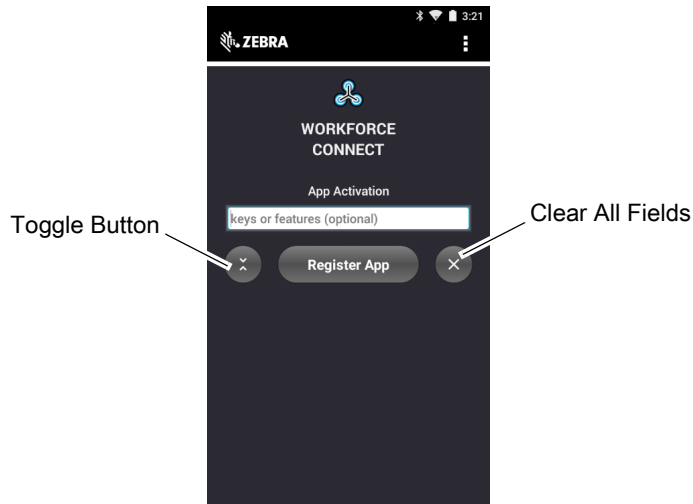 3:21
ZEBRA
WORKFORCE
CONNECT
App Activation
keys or features (optional)
Toggle Button
Clear All Fields
Register App